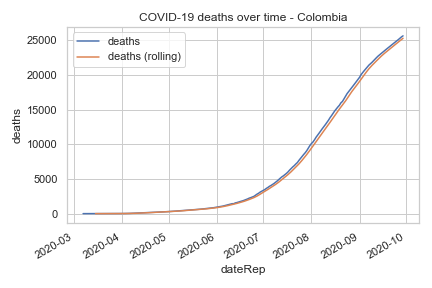 COVID-19 deaths over time - Colombia
deaths
deaths (rolling)
25000
20000
15000
10000
5000
0
deaths
2020-03
2020-04
2020-05
2020-06
2020-07
2020-08
2020-09
2020-10
dateRep